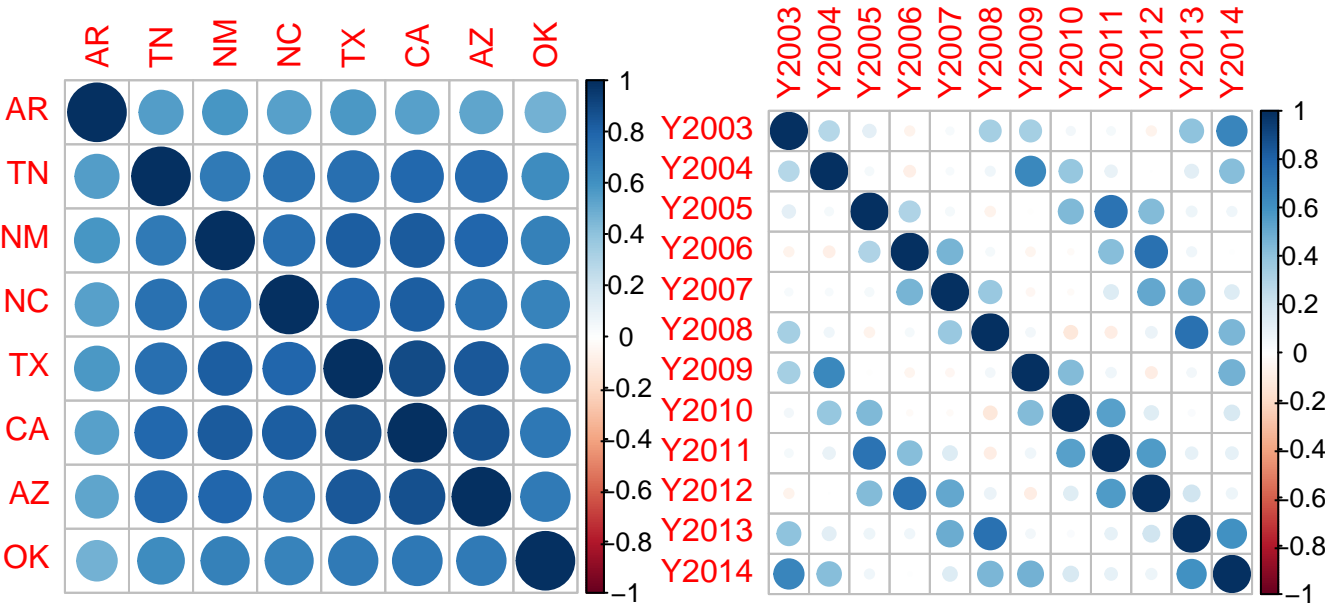 AR TN NM NC TX CA AZ OK
AR
TN
NM
NC
TX
CA
AZ
OK
1
0.8
0.6
0.4
0.2
0
−0.2
−0.4
−0.6
−0.8
−1
Y2003 Y2004 Y2005 Y2006 Y2007 Y2008 Y2009 Y2010 Y2011 Y2012 Y2013 Y2014
Y2003
Y2004
Y2005
Y2006
Y2007
Y2008
Y2009
Y2010
Y2011
Y2012
Y2013
Y2014
1
0.8
0.6
0.4
0.2
0
−0.2
−0.4
−0.6
−0.8
−1